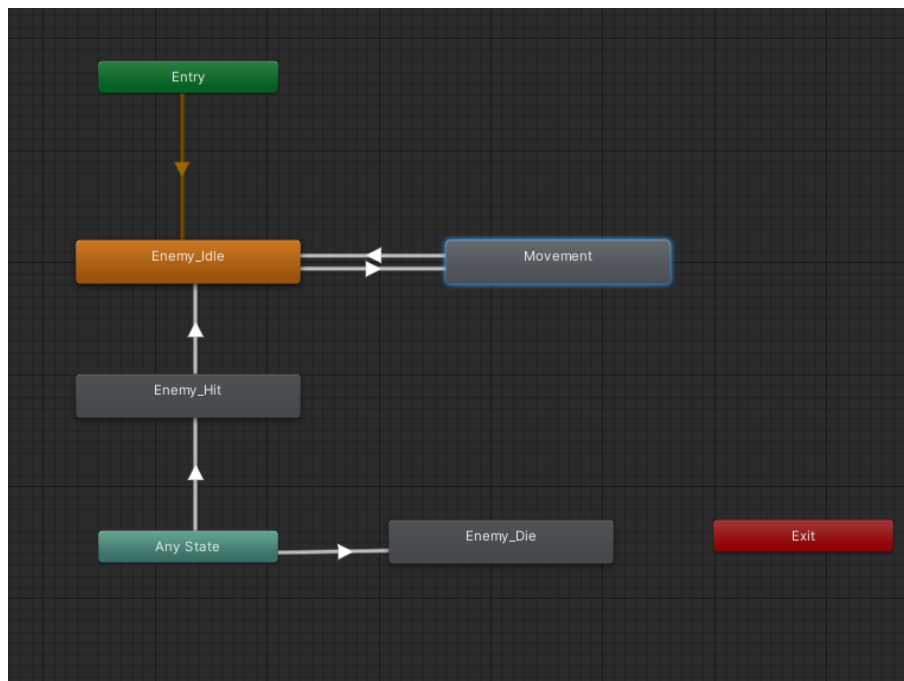 Entry
Enemy_Idle
Movement
Enemy_Hit
Any State
Enemy_Die
Exit